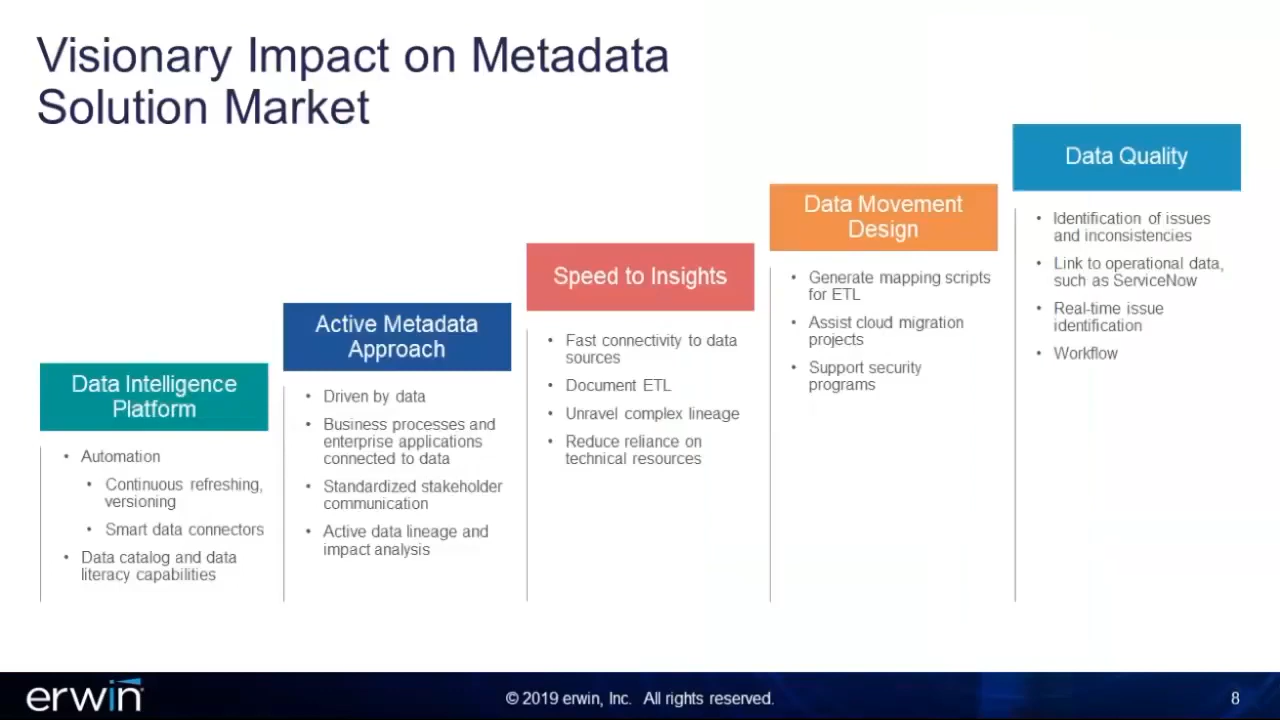 Visionary Impact on Metadata
Solution Market
Data Intelligence
Platform
• Automation
• Continuous refreshing,
versioning
• Smart data connectors
• Data catalog and data
literacy capabilities
Active Metadata
Approach
• Driven by data
• Business processes and
enterprise applications
connected to data
• Standardized stakeholder
communication
• Active data lineage and
impact analysis
Speed to Insights
• Fast connectivity to data
sources
• Document ETL
• Unravel complex lineage
• Reduce reliance on
technical resources
Data Movement
Design
• Generate mapping scripts
for ETL
• Assist cloud migration
projects
• Support security
programs
Data Quality
• Identification of issues
and inconsistencies
• Link to operational data,
such as ServiceNow
• Real-time issue
identification
• Workflow
erwin
© 2019 erwin, Inc. All rights reserved.
8